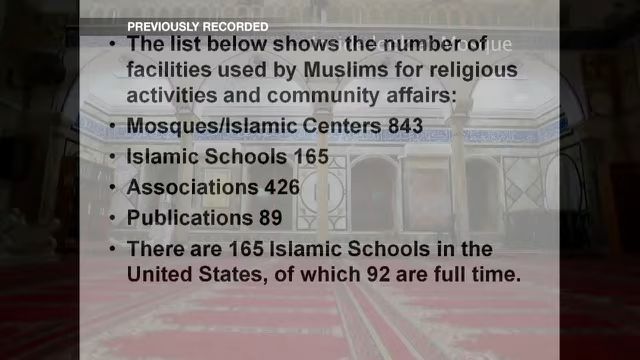 PREVIOUSLY RECORDED
• The list below shows the number of
facilities used by Muslims for religious
activities and community affairs:
• Mosques/Islamic Centers 843
• Islamic Schools 165
• Associations 426
• Publications 89
• There are 165 Islamic Schools in the
United States, of which 92 are full time.